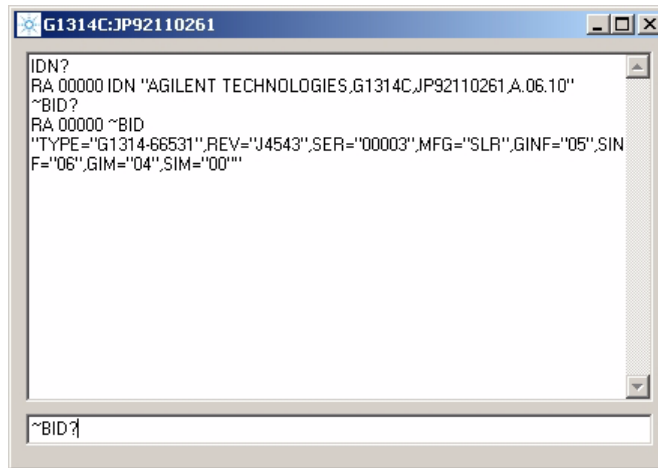 G1314C:JP92110261
IDN?
RA 00000 IDN "AGILENT TECHNOLOGIES,G1314C,JP92110261,A.06.10"
~BID?
RA 00000 ~BID
"TYPE="G1314-66531",REV="J4543",SER="00003",MFG="SLR",GINF="05",SIN
F="06",GIM="04",SIM="00""
~BID?